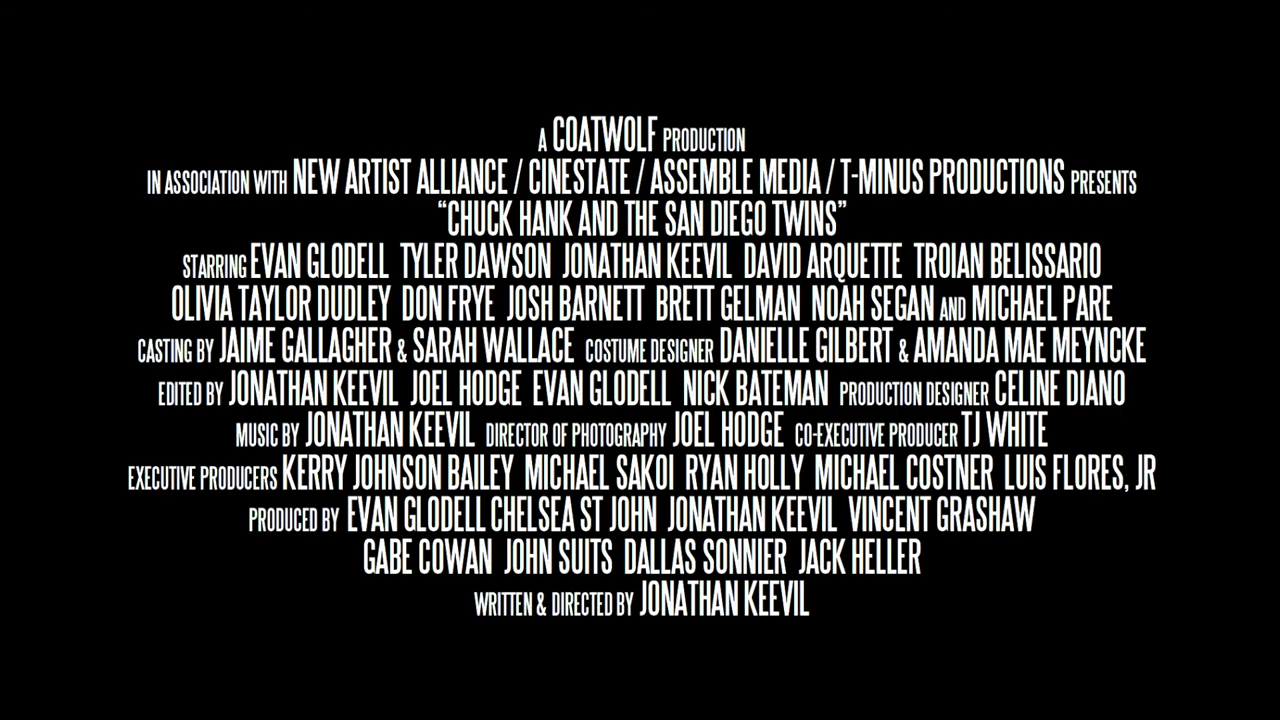 A COATWOLF PRODUCTION
IN ASSOCIATION WITH NEW ARTIST ALLIANCE / CINESTATE / ASSEMBLE MEDIA / T-MINUS PRODUCTIONS PRESENTS
“CHUCK HANK AND THE SAN DIEGO TWINS”
STARRING EVAN GLODELL TYLER DAWSON JONATHAN KEEVIL DAVID ARQUETTE TROIAN BELISSARIO
OLIVIA TAYLOR DUDLEY DON FRYE JOSH BARNETT BRETT GELMAN NOAH SEGAN AND MICHAEL PARE
CASTING BY JAIME GALLAGHER & SARAH WALLACE COSTUME DESIGNER DANIELLE GILBERT & AMANDA MAE MEYNCKE
EDITED BY JONATHAN KEEVIL JOEL HODGE EVAN GLODELL NICK BATEMAN PRODUCTION DESIGNER CELINE DIANO
MUSIC BY JONATHAN KEEVIL DIRECTOR OF PHOTOGRAPHY JOEL HODGE CO-EXECUTIVE PRODUCER TJ WHITE
EXECUTIVE PRODUCERS KERRY JOHNSON BAILEY MICHAEL SAKOI RYAN HOLLY MICHAEL COSTNER LUIS FLORES, JR
PRODUCED BY EVAN GLODELL CHELSEA ST JOHN JONATHAN KEEVIL VINCENT GRASHAW
GABE COWAN JOHN SUITS DALLAS SONNIER JACK HELLER
WRITTEN & DIRECTED BY JONATHAN KEEVIL